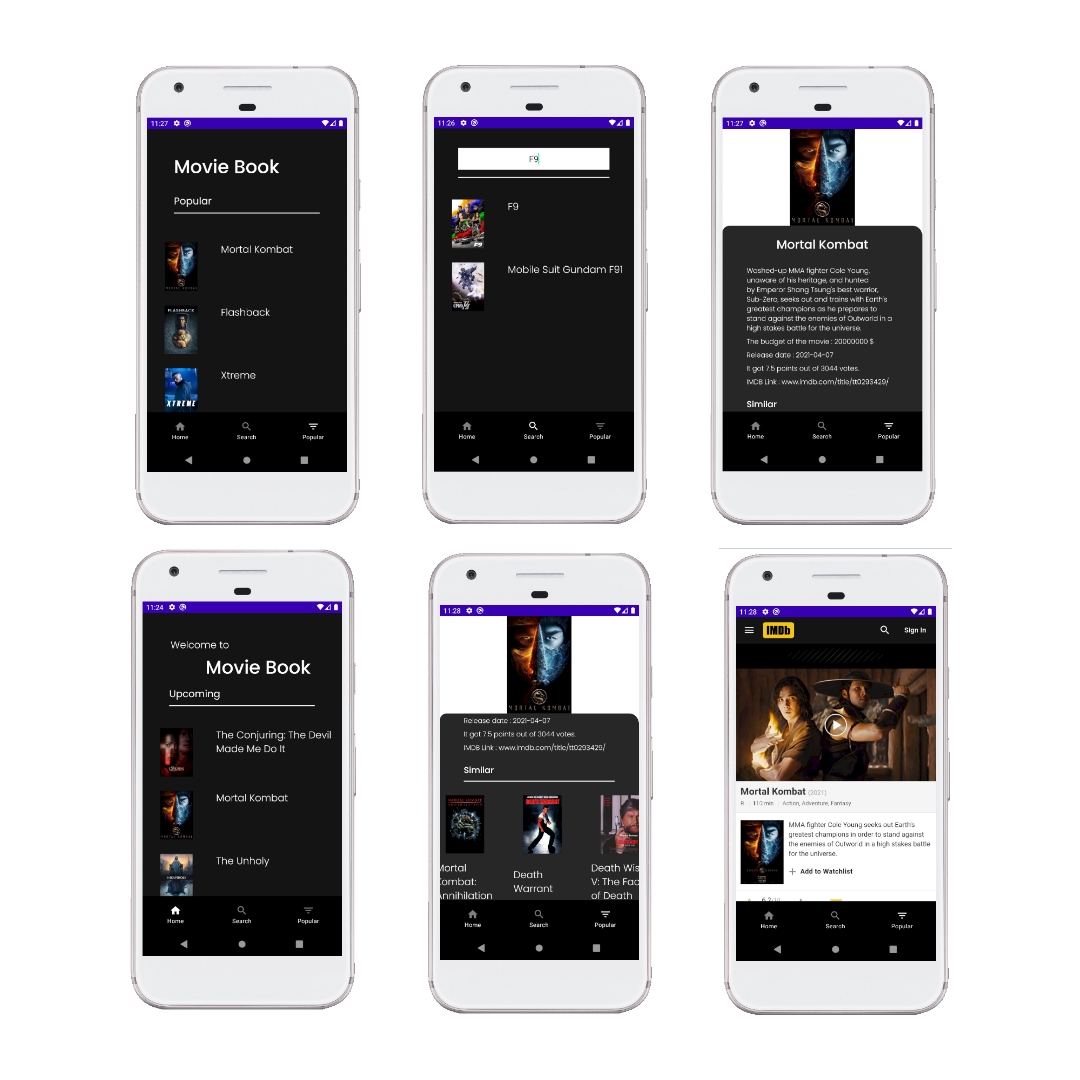 11:27
Movie Book
Popular
Mortal Kombat
Flashback
Xtreme
XTREME
Home
Search
Popular
11:26
F9
F9
Mobile Suit Gundam F91
Home
Search
Popular
11:27
MORTAL KOMBAT
Mortal Kombat
Washed-up MMA fighter Cole Young,
unaware of his heritage, and hunted
by Emperor Shang Tsung's best warrior,
Sub-Zero, seeks out and trains with Earth's
greatest champions as he prepares to
stand against the enemies of Outworld in a
high stakes battle for the universe.
The budget of the movie : 20000000 $
Release date : 2021-04-07
It got 7.5 points out of 3044 votes.
IMDB Link : www.imdb.com/title/tt0293429/
Similar
Home
Search
Popular
11:24
Welcome to
Movie Book
Upcoming
The Conjuring: The Devil
Made Me Do It
Mortal Kombat
The Unholy
Home
Search
Popular
11:28
MORTAL KOMBAT
Release date : 2021-04-07
It got 7.5 points out of 3044 votes.
IMDB Link : www.imdb.com/title/tt0293429/
Similar
Mortal
Kombat:
Annihilation
Death
Warrant
Death Wis
V: The Fac
of Death
Home
Search
Popular
11:28
IMDb
Sign In
Mortal Kombat (2021)
R 110 min Action, Adventure, Fantasy
MMA fighter Cole Young seeks out Earth's
greatest champions in order to stand against
the enemies of Outworld in a high stakes battle
for the universe.
+ Add to Watchlist
Home
Search
Popular